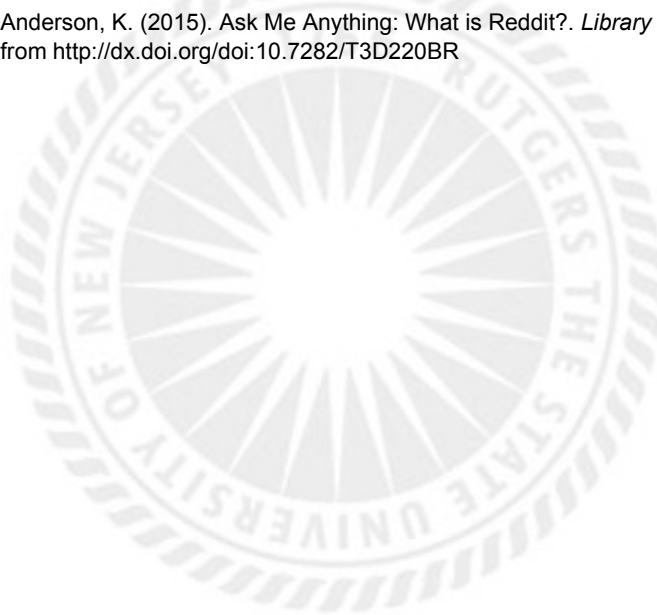 Anderson, K. (2015). Ask Me Anything: What is Reddit?. Library
from http://dx.doi.org/doi:10.7282/T3D220BR
RUTGERS THE STATE UNIVERSITY OF NEW JERSEY